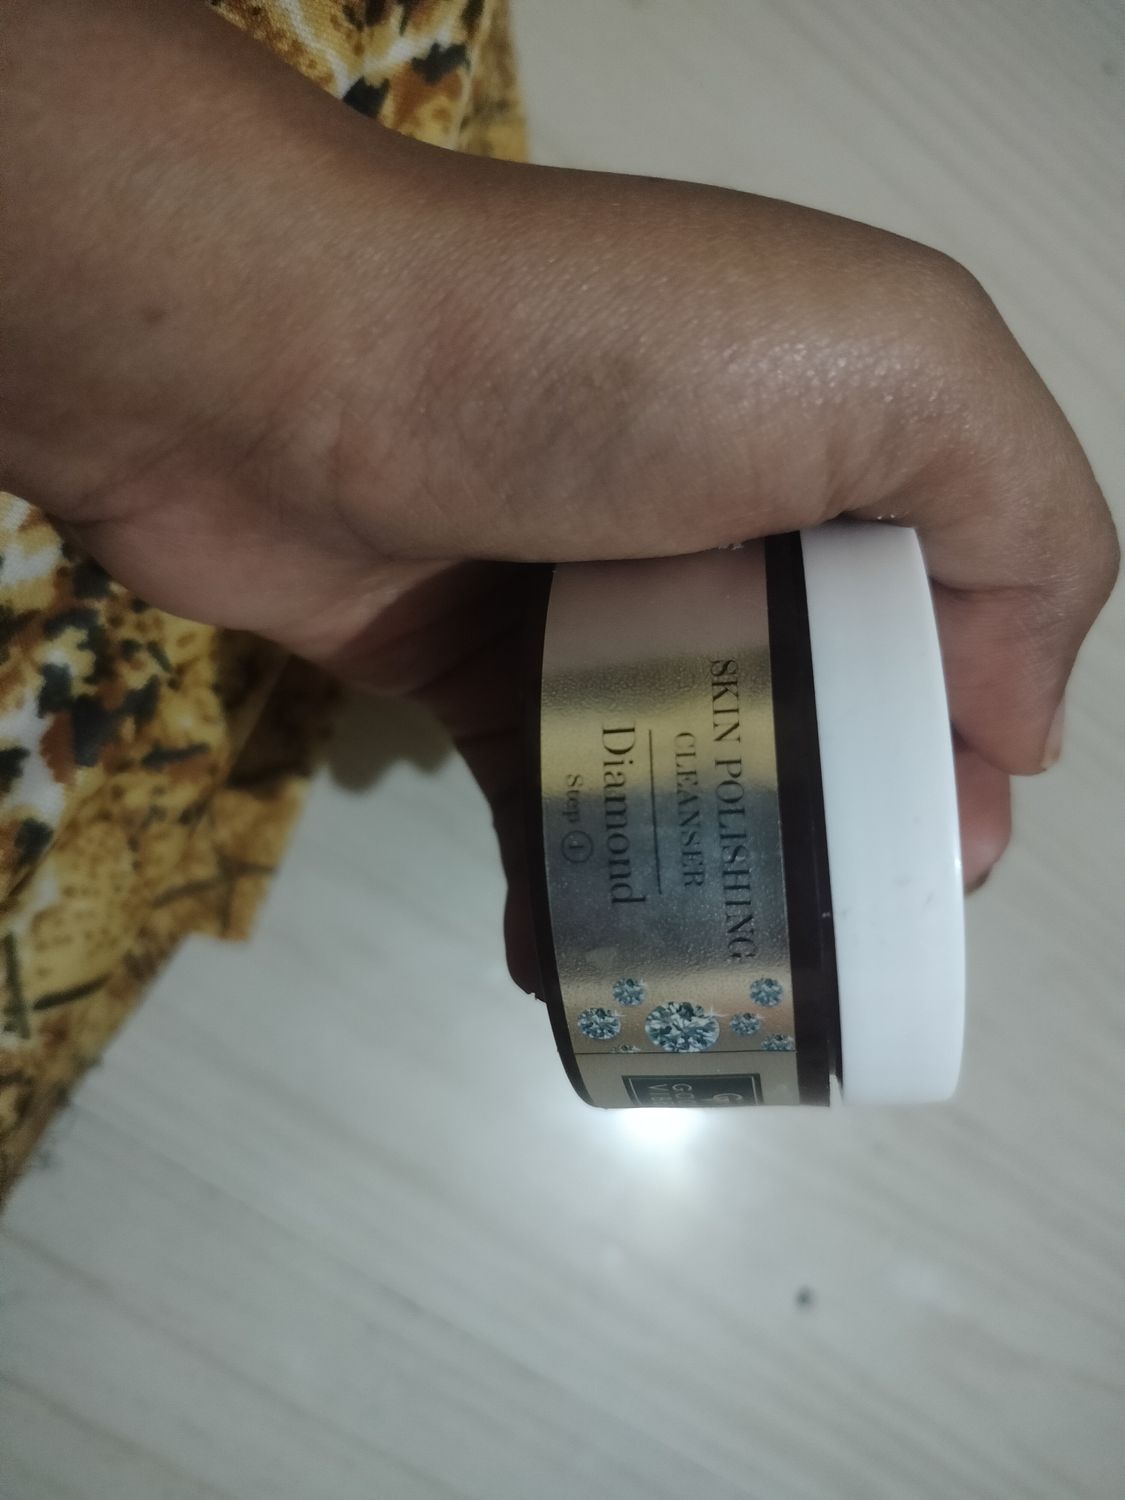 SKIN POLISHING
CLEANSER
Diamond
Step 1